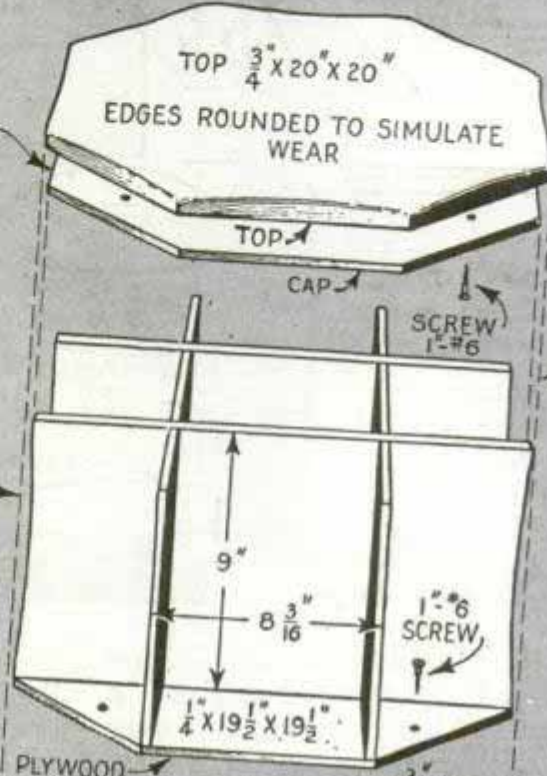 TOP 3/4" X 20" X 20"
EDGES ROUNDED TO SIMULATE
WEAR
TOP
CAP
SCREW
1"-#6
9"
8 3/16"
1"-#6
SCREW
1/4" X 19 1/2" X 19 1/2"
PLYWOOD